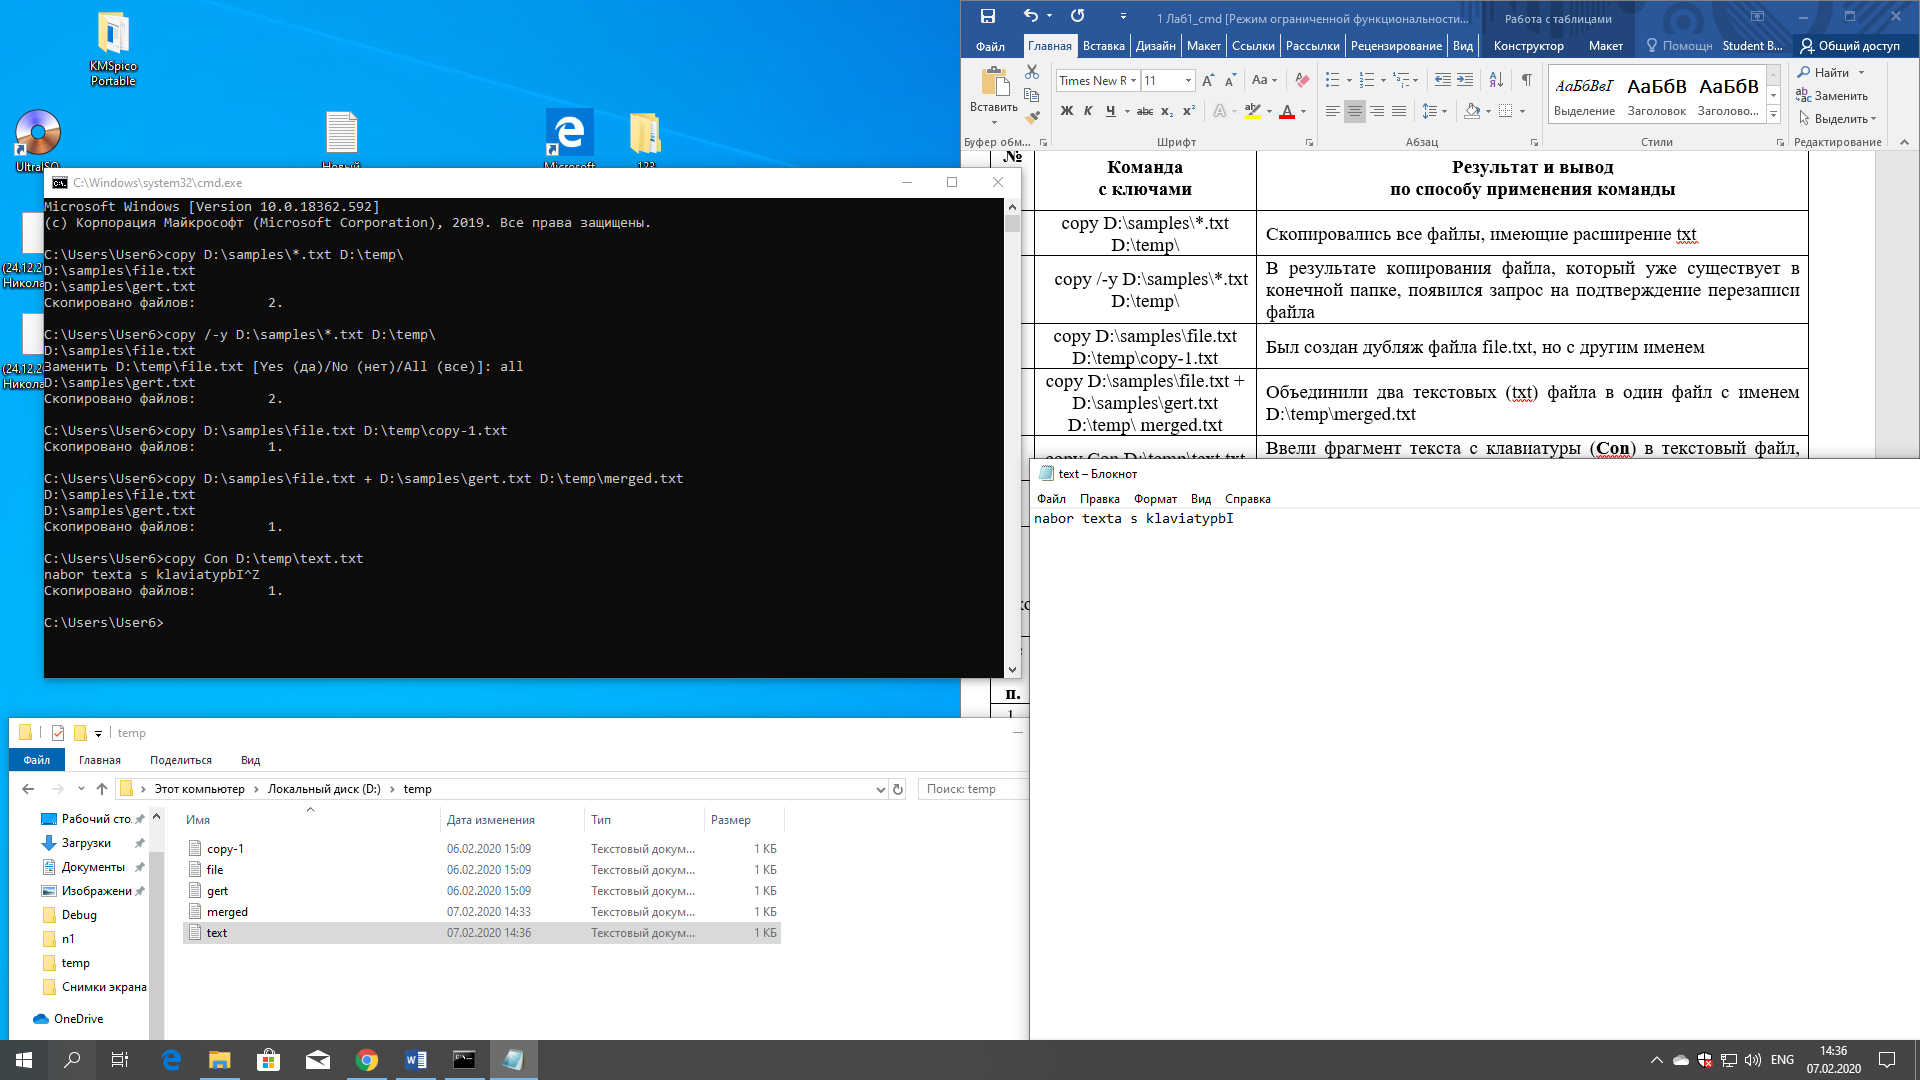 KMSpico
Portable
UltraISO
Новый
Microsoft
123
(24.12.2
Никола
(24.12.2
Никола
C:\Windows\system32\cmd.exe
Microsoft Windows [Version 10.0.18362.592]
(c) Корпорация Майкрософт (Microsoft Corporation), 2019. Все права защищены.
C:\Users\User6>copy D:\samples\*.txt D:\temp\
D:\samples\file.txt
D:\samples\gert.txt
Скопировано файлов:         2.
C:\Users\User6>copy /-y D:\samples\*.txt D:\temp\
D:\samples\file.txt
Заменить D:\temp\file.txt [Yes (да)/No (нет)/All (все)]: all
D:\samples\gert.txt
Скопировано файлов:         2.
C:\Users\User6>copy D:\samples\file.txt D:\temp\copy-1.txt
Скопировано файлов:         1.
C:\Users\User6>copy D:\samples\file.txt + D:\samples\gert.txt D:\temp\merged.txt
D:\samples\file.txt
D:\samples\gert.txt
Скопировано файлов:         1.
C:\Users\User6>copy Con D:\temp\text.txt
nabor texta s klaviatypbI^Z
Скопировано файлов:         1.
C:\Users\User6>
1 Лаб1_cmd [Режим ограниченной функциональности...
Работа с таблицами
Файл Главная Вставка Дизайн Макет Ссылки Рассылки Рецензирование Вид Конструктор Макет Помощн Student B... Общий доступ
Вставить
Times New R 11
Аа
Ж К Ч abc x₂ x²
АаБбВвІ АаБбВ АаБбВ
Выделение Заголовок Заголово...
Найти
Заменить
Выделить
Буфер обм... Шрифт Абзац Стили Редактирование
№
Команда
с ключами
Результат и вывод
по способу применения команды
copy D:\samples\*.txt
D:\temp\
Скопировались все файлы, имеющие расширение txt
copy /-y D:\samples\*.txt
D:\temp\
В результате копирования файла, который уже существует в
конечной папке, появился запрос на подтверждение перезаписи
файла
copy D:\samples\file.txt
D:\temp\copy-1.txt
Был создан дубляж файла file.txt, но с другим именем
copy D:\samples\file.txt +
D:\samples\gert.txt
D:\temp\ merged.txt
Объединили два текстовых (txt) файла в один файл с именем
D:\temp\merged.txt
copy Con D:\temp\text.txt
Ввели фрагмент текста с клавиатуры (Con) в текстовый файл,
п.
1
text – Блокнот
Файл Правка Формат Вид Справка
nabor texta s klaviatypbI
temp
Файл Главная Поделиться Вид
Этот компьютер Локальный диск (D:) temp
Поиск: temp
Рабочий сто.
Загрузки
Документы
Изображени
Debug
n1
temp
Снимки экрана
OneDrive
Имя Дата изменения Тип Размер
copy-1 06.02.2020 15:09 Текстовый докум... 1 КБ
file 06.02.2020 15:09 Текстовый докум... 1 КБ
gert 06.02.2020 15:09 Текстовый докум... 1 КБ
merged 07.02.2020 14:33 Текстовый докум... 1 КБ
text 07.02.2020 14:36 Текстовый докум... 1 КБ
ENG
14:36
07.02.2020